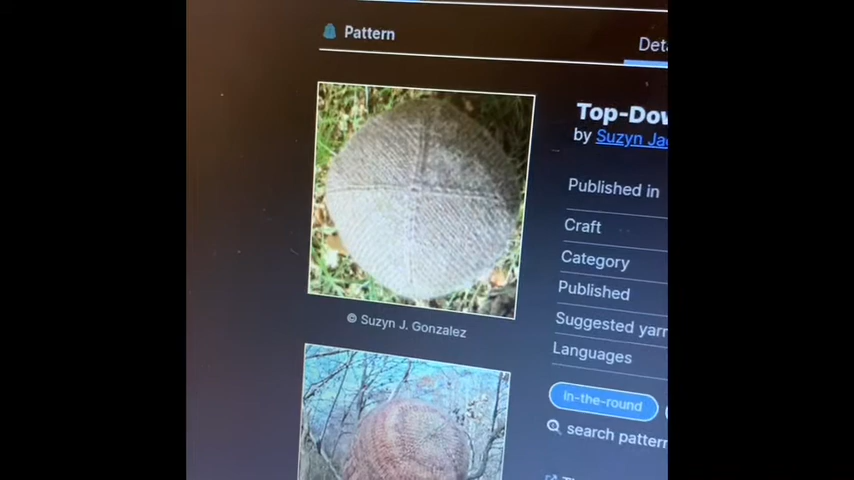 Pattern
Top-Dow
by Suzyn Ja
Published in
Craft
Category
Published
Suggested yarn
Languages
in-the-round
search pattern
© Suzyn J. Gonzalez